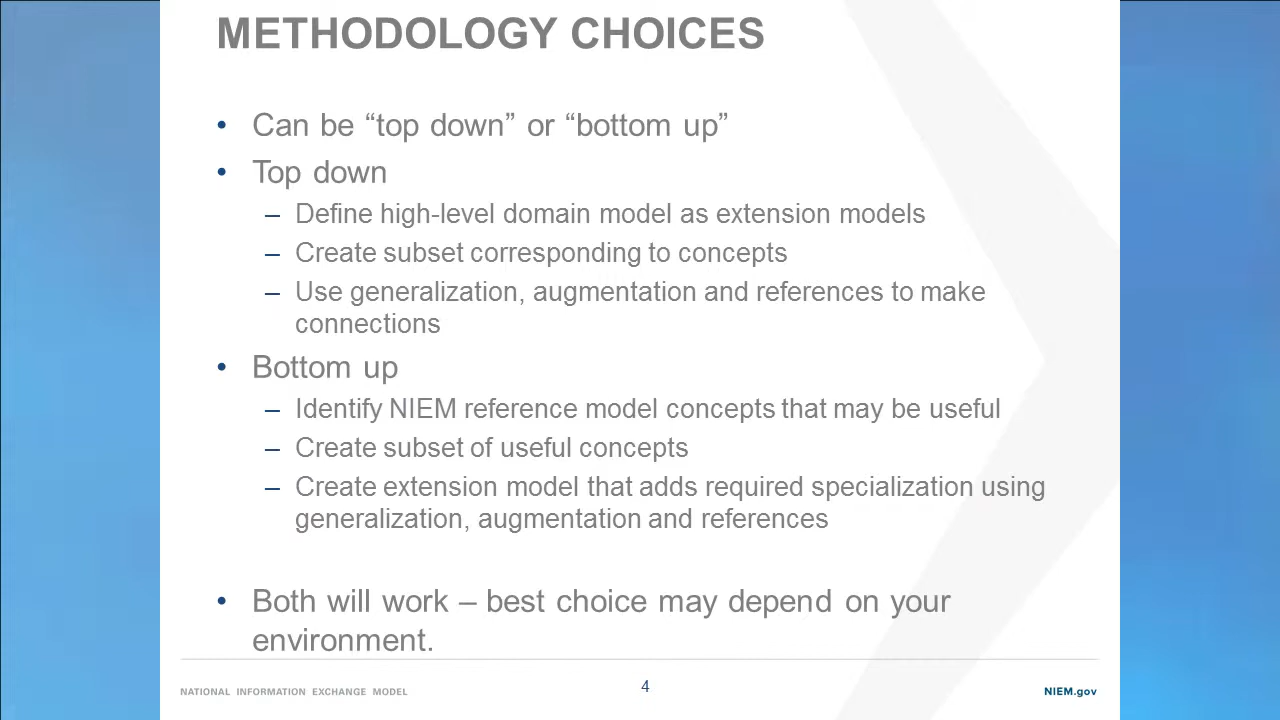 METHODOLOGY CHOICES
• Can be “top down” or “bottom up”
• Top down
– Define high-level domain model as extension models
– Create subset corresponding to concepts
– Use generalization, augmentation and references to make
connections
• Bottom up
– Identify NIEM reference model concepts that may be useful
– Create subset of useful concepts
– Create extension model that adds required specialization using
generalization, augmentation and references
• Both will work – best choice may depend on your
environment.
NATIONAL INFORMATION EXCHANGE MODEL
4
NIEM.gov